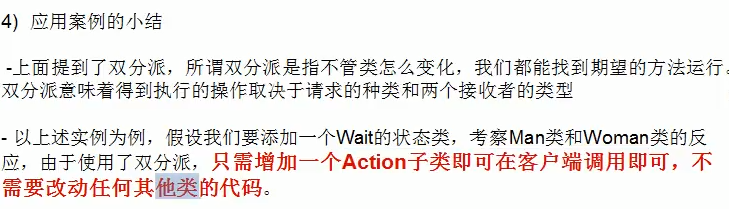 4) 应用案例的小结
-上面提到了双分派，所谓双分派是指不管类怎么变化，我们都能找到期望的方法运行。
双分派意味着得到执行的操作取决于请求的种类和两个接收者的类型
- 以上述实例为例，假设我们要添加一个Wait的状态类，考察Man类和Woman类的反
应，由于使用了双分派，只需增加一个Action子类即可在客户端调用即可，不
需要改动任何其他类的代码。